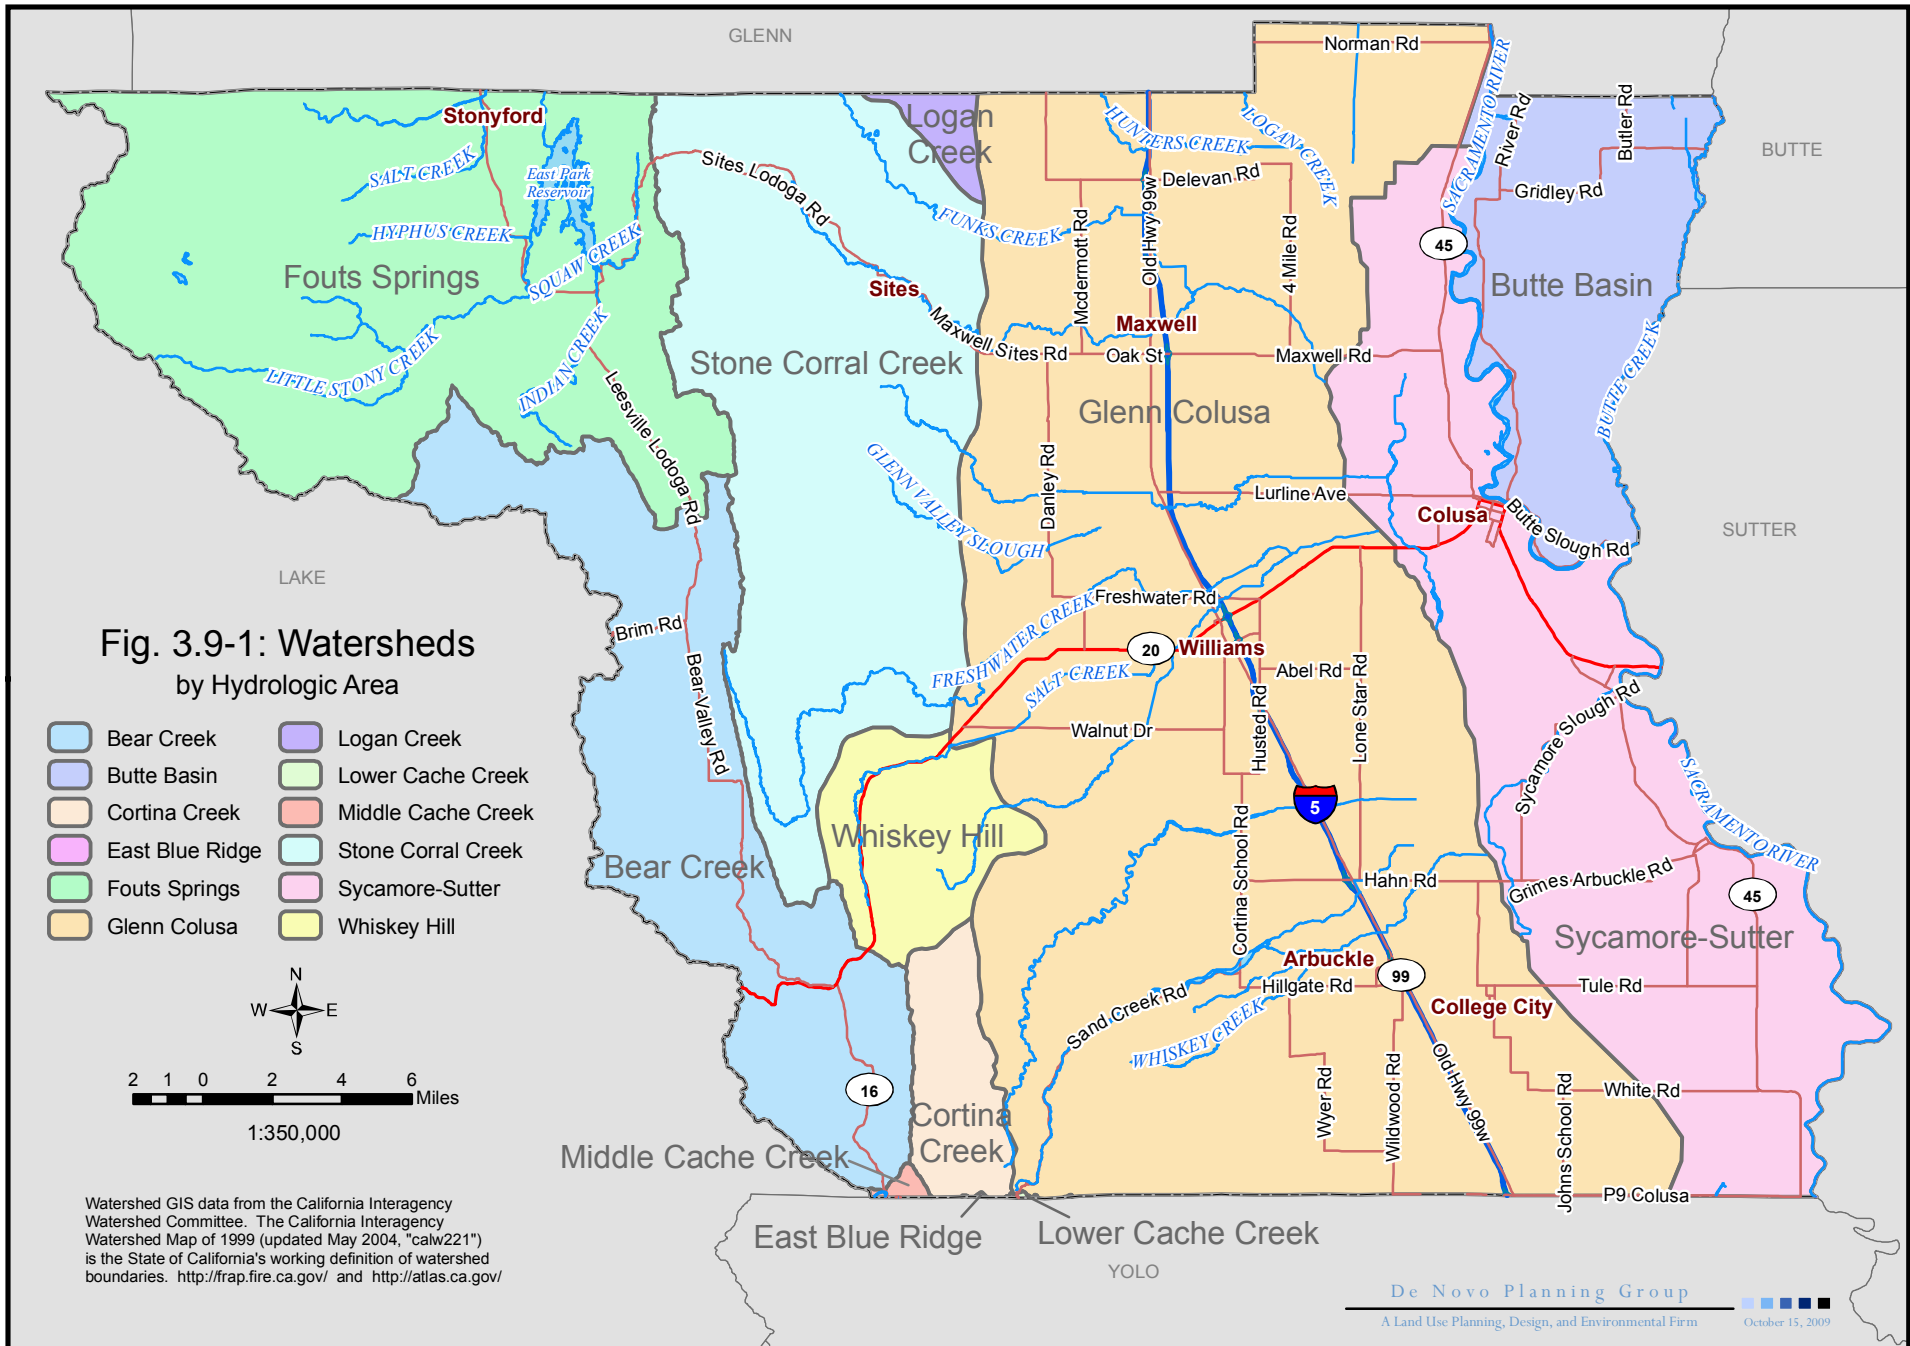 GLENN
Norman Rd
SACRAMENTO RIVER
Logan
Creek
HUNTERS CREEK
LOGAN CREEK
River Rd
Butler Rd
BUTTE
Stonyford
SALT CREEK
East Park
Reservoir
Sites Lodoga Rd
Delevan Rd
Gridley Rd
HYPHUS CREEK
SQUAW CREEK
FUNKS CREEK
Mcdermott Rd
Old Hwy 99w
4 Mile Rd
45
Fouts Springs
Sites
Butte Basin
Maxwell
Maxwell Sites Rd
Oak St
Maxwell Rd
LITTLE STONY CREEK
INDIAN CREEK
Stone Corral Creek
BUTTE CREEK
Leesville Lodoga Rd
Glenn Colusa
GLENN VALLEY SLOUGH
Danley Rd
Lurline Ave
Colusa
Butte Slough Rd
SUTTER
LAKE
Freshwater Rd
FRESHWATER CREEK
Brim Rd
20
Williams
SALT CREEK
Abel Rd
Bear Valley Rd
Husted Rd
Lone Star Rd
Walnut Dr
Sycamore Slough Rd
SACRAMENTO RIVER
5
Whiskey Hill
Bear Creek
Cortina School Rd
Hahn Rd
Grimes Arbuckle Rd
45
Sycamore-Sutter
Arbuckle
99
Hillgate Rd
Tule Rd
College City
Sand Creek Rd
WHISKEY CREEK
16
Wyer Rd
Wildwood Rd
Old Hwy 99w
Johns School Rd
White Rd
Cortina
Creek
Middle Cache Creek
P9 Colusa
East Blue Ridge
Lower Cache Creek
YOLO
Fig. 3.9-1: Watersheds
by Hydrologic Area
Bear Creek
Butte Basin
Cortina Creek
East Blue Ridge
Fouts Springs
Glenn Colusa
Logan Creek
Lower Cache Creek
Middle Cache Creek
Stone Corral Creek
Sycamore-Sutter
Whiskey Hill
N
W E
S
2 1 0 2 4 6
Miles
1:350,000
Watershed GIS data from the California Interagency
Watershed Committee. The California Interagency
Watershed Map of 1999 (updated May 2004, "calw221")
is the State of California's working definition of watershed
boundaries. http://frap.fire.ca.gov/ and http://atlas.ca.gov/
De Novo Planning Group
A Land Use Planning, Design, and Environmental Firm
October 15, 2009